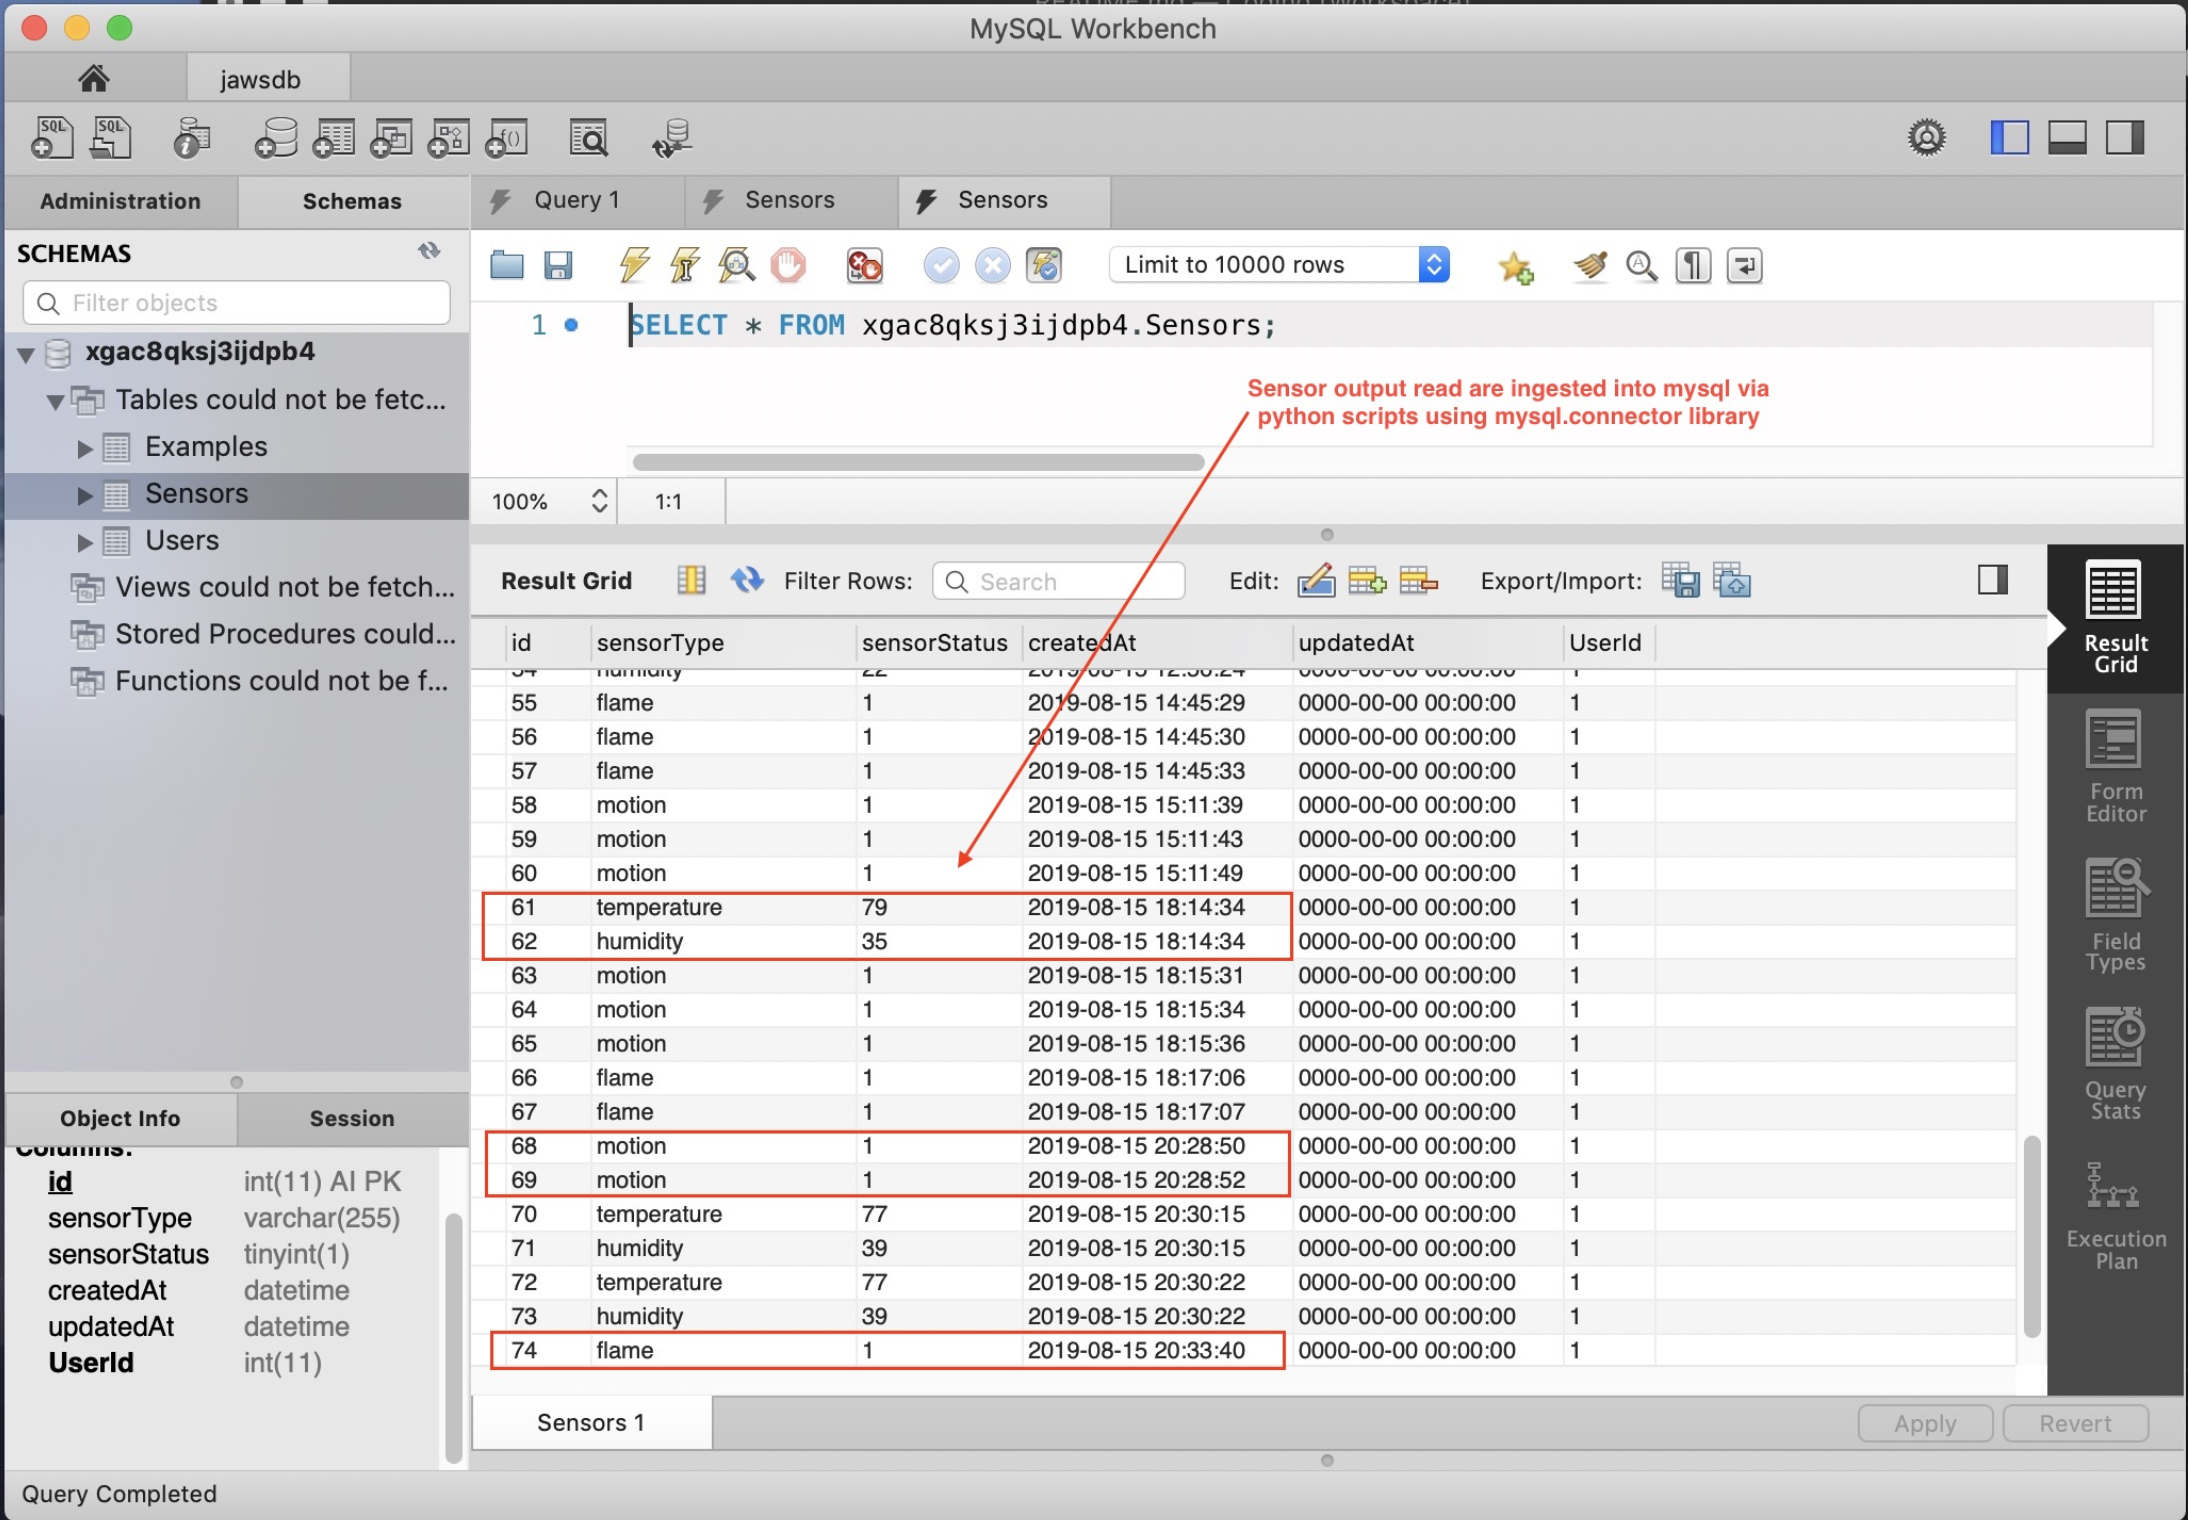 MySQL Workbench
jawsdb
Administration
Schemas
Query 1
Sensors
Sensors
SCHEMAS
Filter objects
xgac8qksj3ijdpb4
Tables could not be fetc...
Examples
Sensors
Users
Views could not be fetch...
Stored Procedures could...
Functions could not be f...
Limit to 10000 rows
1
SELECT * FROM xgac8qksj3ijdpb4.Sensors;
Sensor output read are ingested into mysql via
python scripts using mysql.connector library
100%
1:1
Result Grid
Filter Rows:
Search
Edit:
Export/Import:
id sensorType sensorStatus createdAt updatedAt UserId
54 humidity 22 2019-08-15 12:56:24 0000-00-00 00:00:00 1
55 flame 1 2019-08-15 14:45:29 0000-00-00 00:00:00 1
56 flame 1 2019-08-15 14:45:30 0000-00-00 00:00:00 1
57 flame 1 2019-08-15 14:45:33 0000-00-00 00:00:00 1
58 motion 1 2019-08-15 15:11:39 0000-00-00 00:00:00 1
59 motion 1 2019-08-15 15:11:43 0000-00-00 00:00:00 1
60 motion 1 2019-08-15 15:11:49 0000-00-00 00:00:00 1
61 temperature 79 2019-08-15 18:14:34 0000-00-00 00:00:00 1
62 humidity 35 2019-08-15 18:14:34 0000-00-00 00:00:00 1
63 motion 1 2019-08-15 18:15:31 0000-00-00 00:00:00 1
64 motion 1 2019-08-15 18:15:34 0000-00-00 00:00:00 1
65 motion 1 2019-08-15 18:15:36 0000-00-00 00:00:00 1
66 flame 1 2019-08-15 18:17:06 0000-00-00 00:00:00 1
67 flame 1 2019-08-15 18:17:07 0000-00-00 00:00:00 1
68 motion 1 2019-08-15 20:28:50 0000-00-00 00:00:00 1
69 motion 1 2019-08-15 20:28:52 0000-00-00 00:00:00 1
70 temperature 77 2019-08-15 20:30:15 0000-00-00 00:00:00 1
71 humidity 39 2019-08-15 20:30:15 0000-00-00 00:00:00 1
72 temperature 77 2019-08-15 20:30:22 0000-00-00 00:00:00 1
73 humidity 39 2019-08-15 20:30:22 0000-00-00 00:00:00 1
74 flame 1 2019-08-15 20:33:40 0000-00-00 00:00:00 1
Result
Grid
Form
Editor
Field
Types
Query
Stats
Execution
Plan
Object Info
Session
Columns:
id int(11) AI PK
sensorType varchar(255)
sensorStatus tinyint(1)
createdAt datetime
updatedAt datetime
UserId int(11)
Sensors 1
Apply
Revert
Query Completed